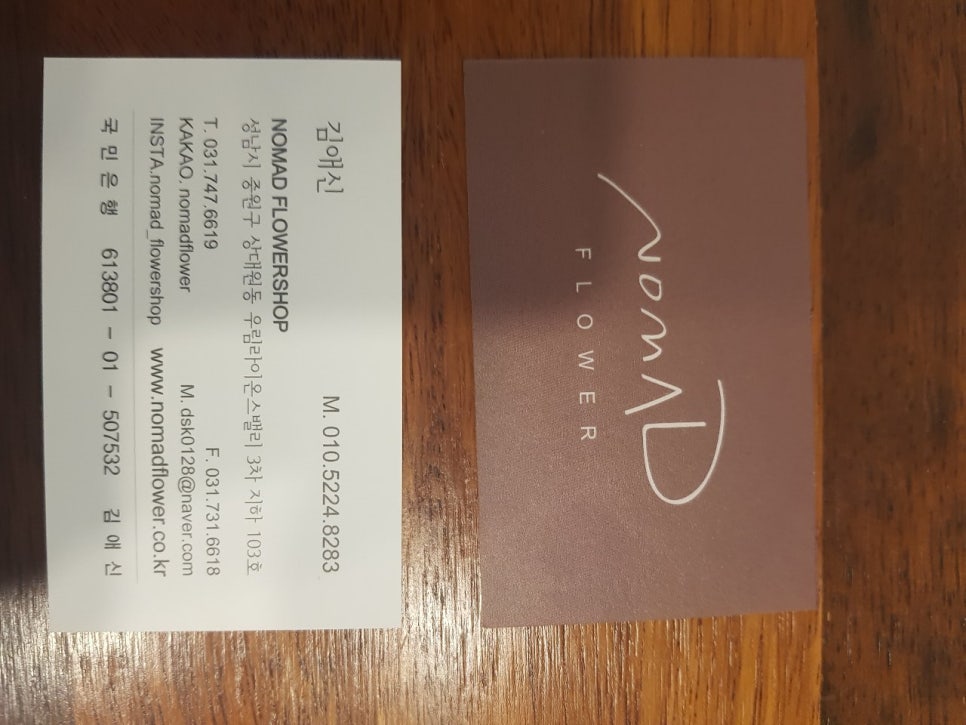 김애신
M. 010.5224.8283
NOMAD FLOWERSHOP
성남시 중원구 상대원동 우림라이온스밸리 3차 지하 103호
T. 031.747.6619 F. 031.731.6618
KAKAO. nomadflower M. dsk0128@naver.com
INSTA.nomad_flowershop www.nomadflower.co.kr
국민은행 613801 - 01 - 507532 김애신
NOMAD
FLOWER